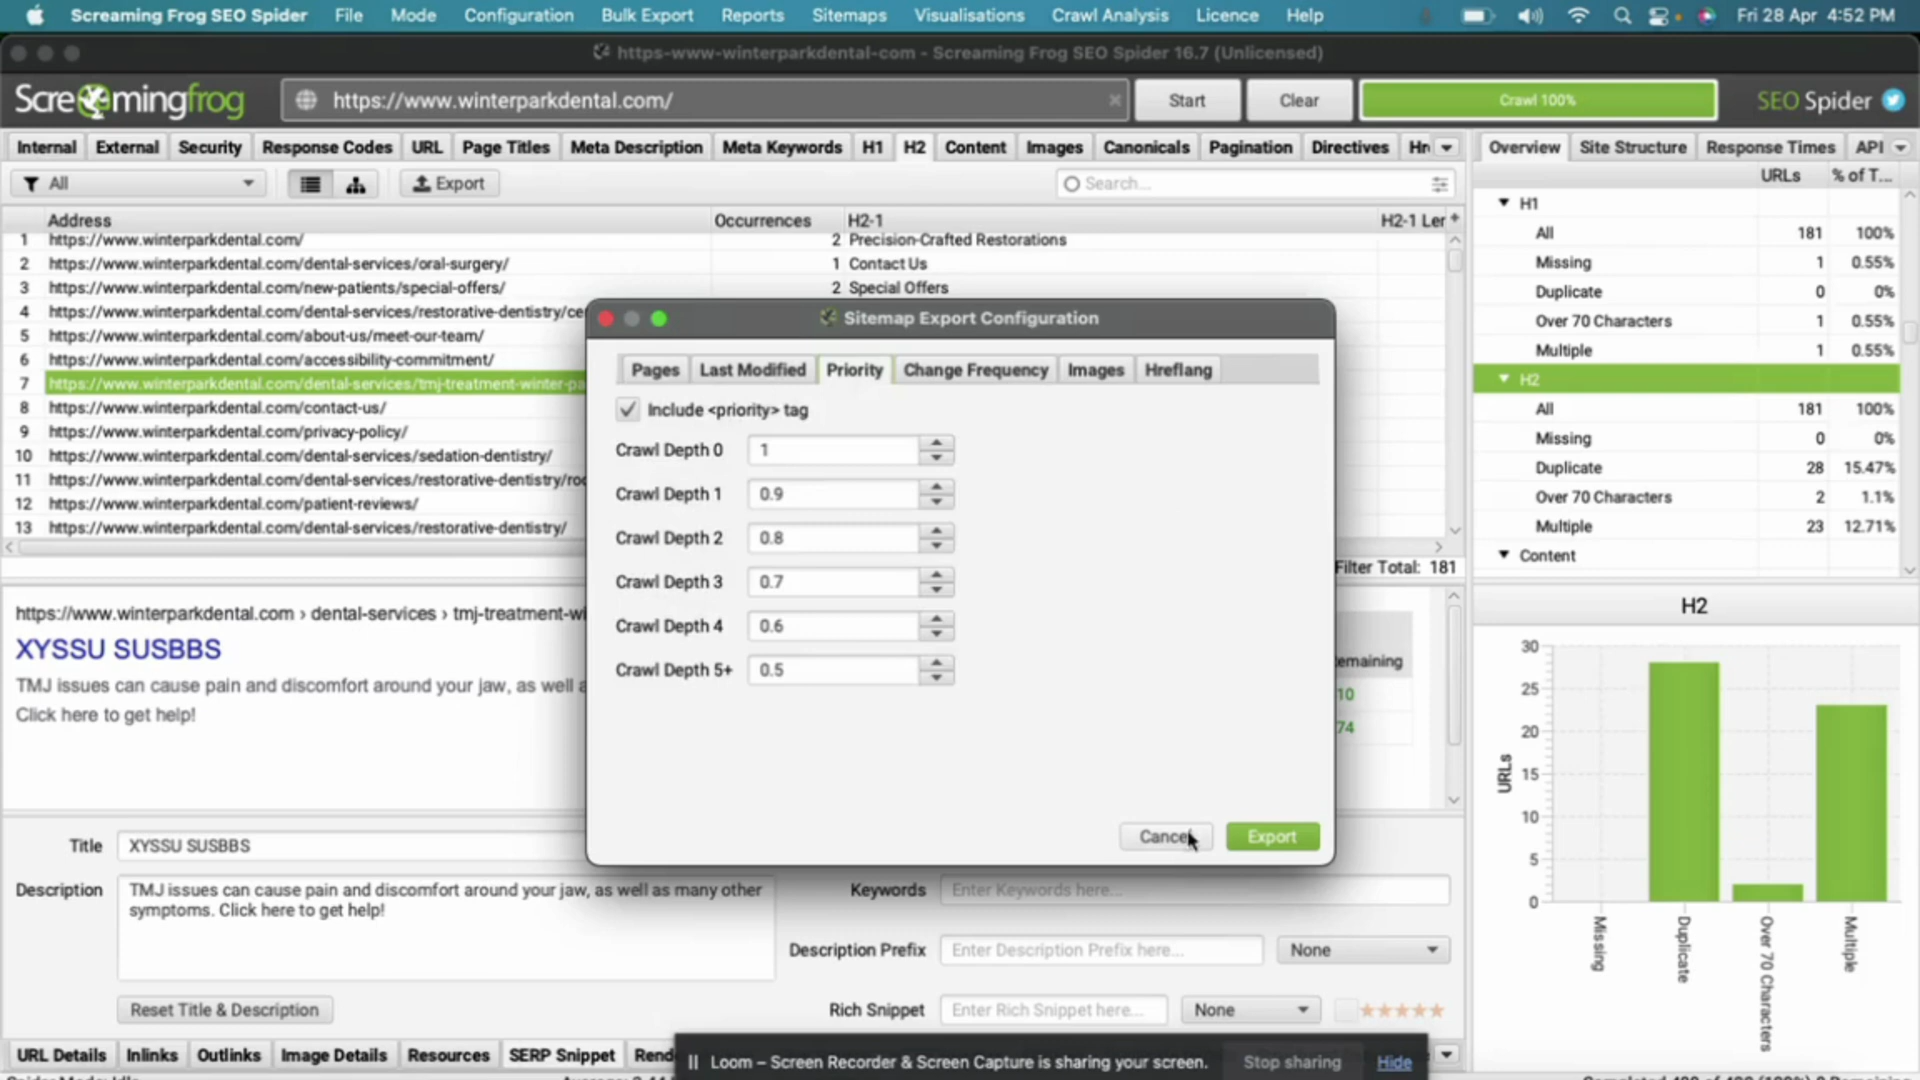 Screaming Frog SEO Spider File Mode Configuration Bulk Export Reports Sitemaps Visualisations Crawl Analysis Licence Help Fri 28 Apr 4:52 PM
https-www-winterparkdental-com - Screaming Frog SEO Spider 16.7 (Unlicensed)
Screamingfrog https://www.winterparkdental.com/ Start Clear Crawl 100% SEO Spider
Internal External Security Response Codes URL Page Titles Meta Description Meta Keywords H1 H2 Content Images Canonicals Pagination Directives Hr
Overview Site Structure Response Times API
All Export Search...
URLs % of T...
Address Occurrences H2-1 H2-1 Ler
1 https://www.winterparkdental.com/ 2 Precision-Crafted Restorations
2 https://www.winterparkdental.com/dental-services/oral-surgery/ 1 Contact Us
3 https://www.winterparkdental.com/new-patients/special-offers/ 2 Special Offers
4 https://www.winterparkdental.com/dental-services/restorative-dentistry/ce
5 https://www.winterparkdental.com/about-us/meet-our-team/
6 https://www.winterparkdental.com/accessibility-commitment/
7 https://www.winterparkdental.com/dental-services/tmj-treatment-winter-pa
8 https://www.winterparkdental.com/contact-us/
9 https://www.winterparkdental.com/privacy-policy/
10 https://www.winterparkdental.com/dental-services/sedation-dentistry/
11 https://www.winterparkdental.com/dental-services/restorative-dentistry/roo
12 https://www.winterparkdental.com/patient-reviews/
13 https://www.winterparkdental.com/dental-services/restorative-dentistry/
Filter Total: 181
H1
All 181 100%
Missing 1 0.55%
Duplicate 0 0%
Over 70 Characters 1 0.55%
Multiple 1 0.55%
H2
All 181 100%
Missing 0 0%
Duplicate 28 15.47%
Over 70 Characters 2 1.1%
Multiple 23 12.71%
Content
Sitemap Export Configuration
Pages Last Modified Priority Change Frequency Images Hreflang
Include <priority> tag
Crawl Depth 0 1
Crawl Depth 1 0.9
Crawl Depth 2 0.8
Crawl Depth 3 0.7
Crawl Depth 4 0.6
Crawl Depth 5+ 0.5
Cancel Export
https://www.winterparkdental.com › dental-services › tmj-treatment-wi
XYSSU SUSBBS
TMJ issues can cause pain and discomfort around your jaw, as well a
Click here to get help!
emaining
10
74
H2
URLs
30
25
20
15
10
5
0
Missing
Duplicate
Over 70 Characters
Multiple
Title XYSSU SUSBBS
Description TMJ issues can cause pain and discomfort around your jaw, as well as many other
symptoms. Click here to get help!
Keywords Enter Keywords here...
Description Prefix Enter Description Prefix here... None
Reset Title & Description
Rich Snippet Enter Rich Snippet here... None
URL Details Inlinks Outlinks Image Details Resources SERP Snippet Rend
Loom – Screen Recorder & Screen Capture is sharing your screen. Stop sharing Hide